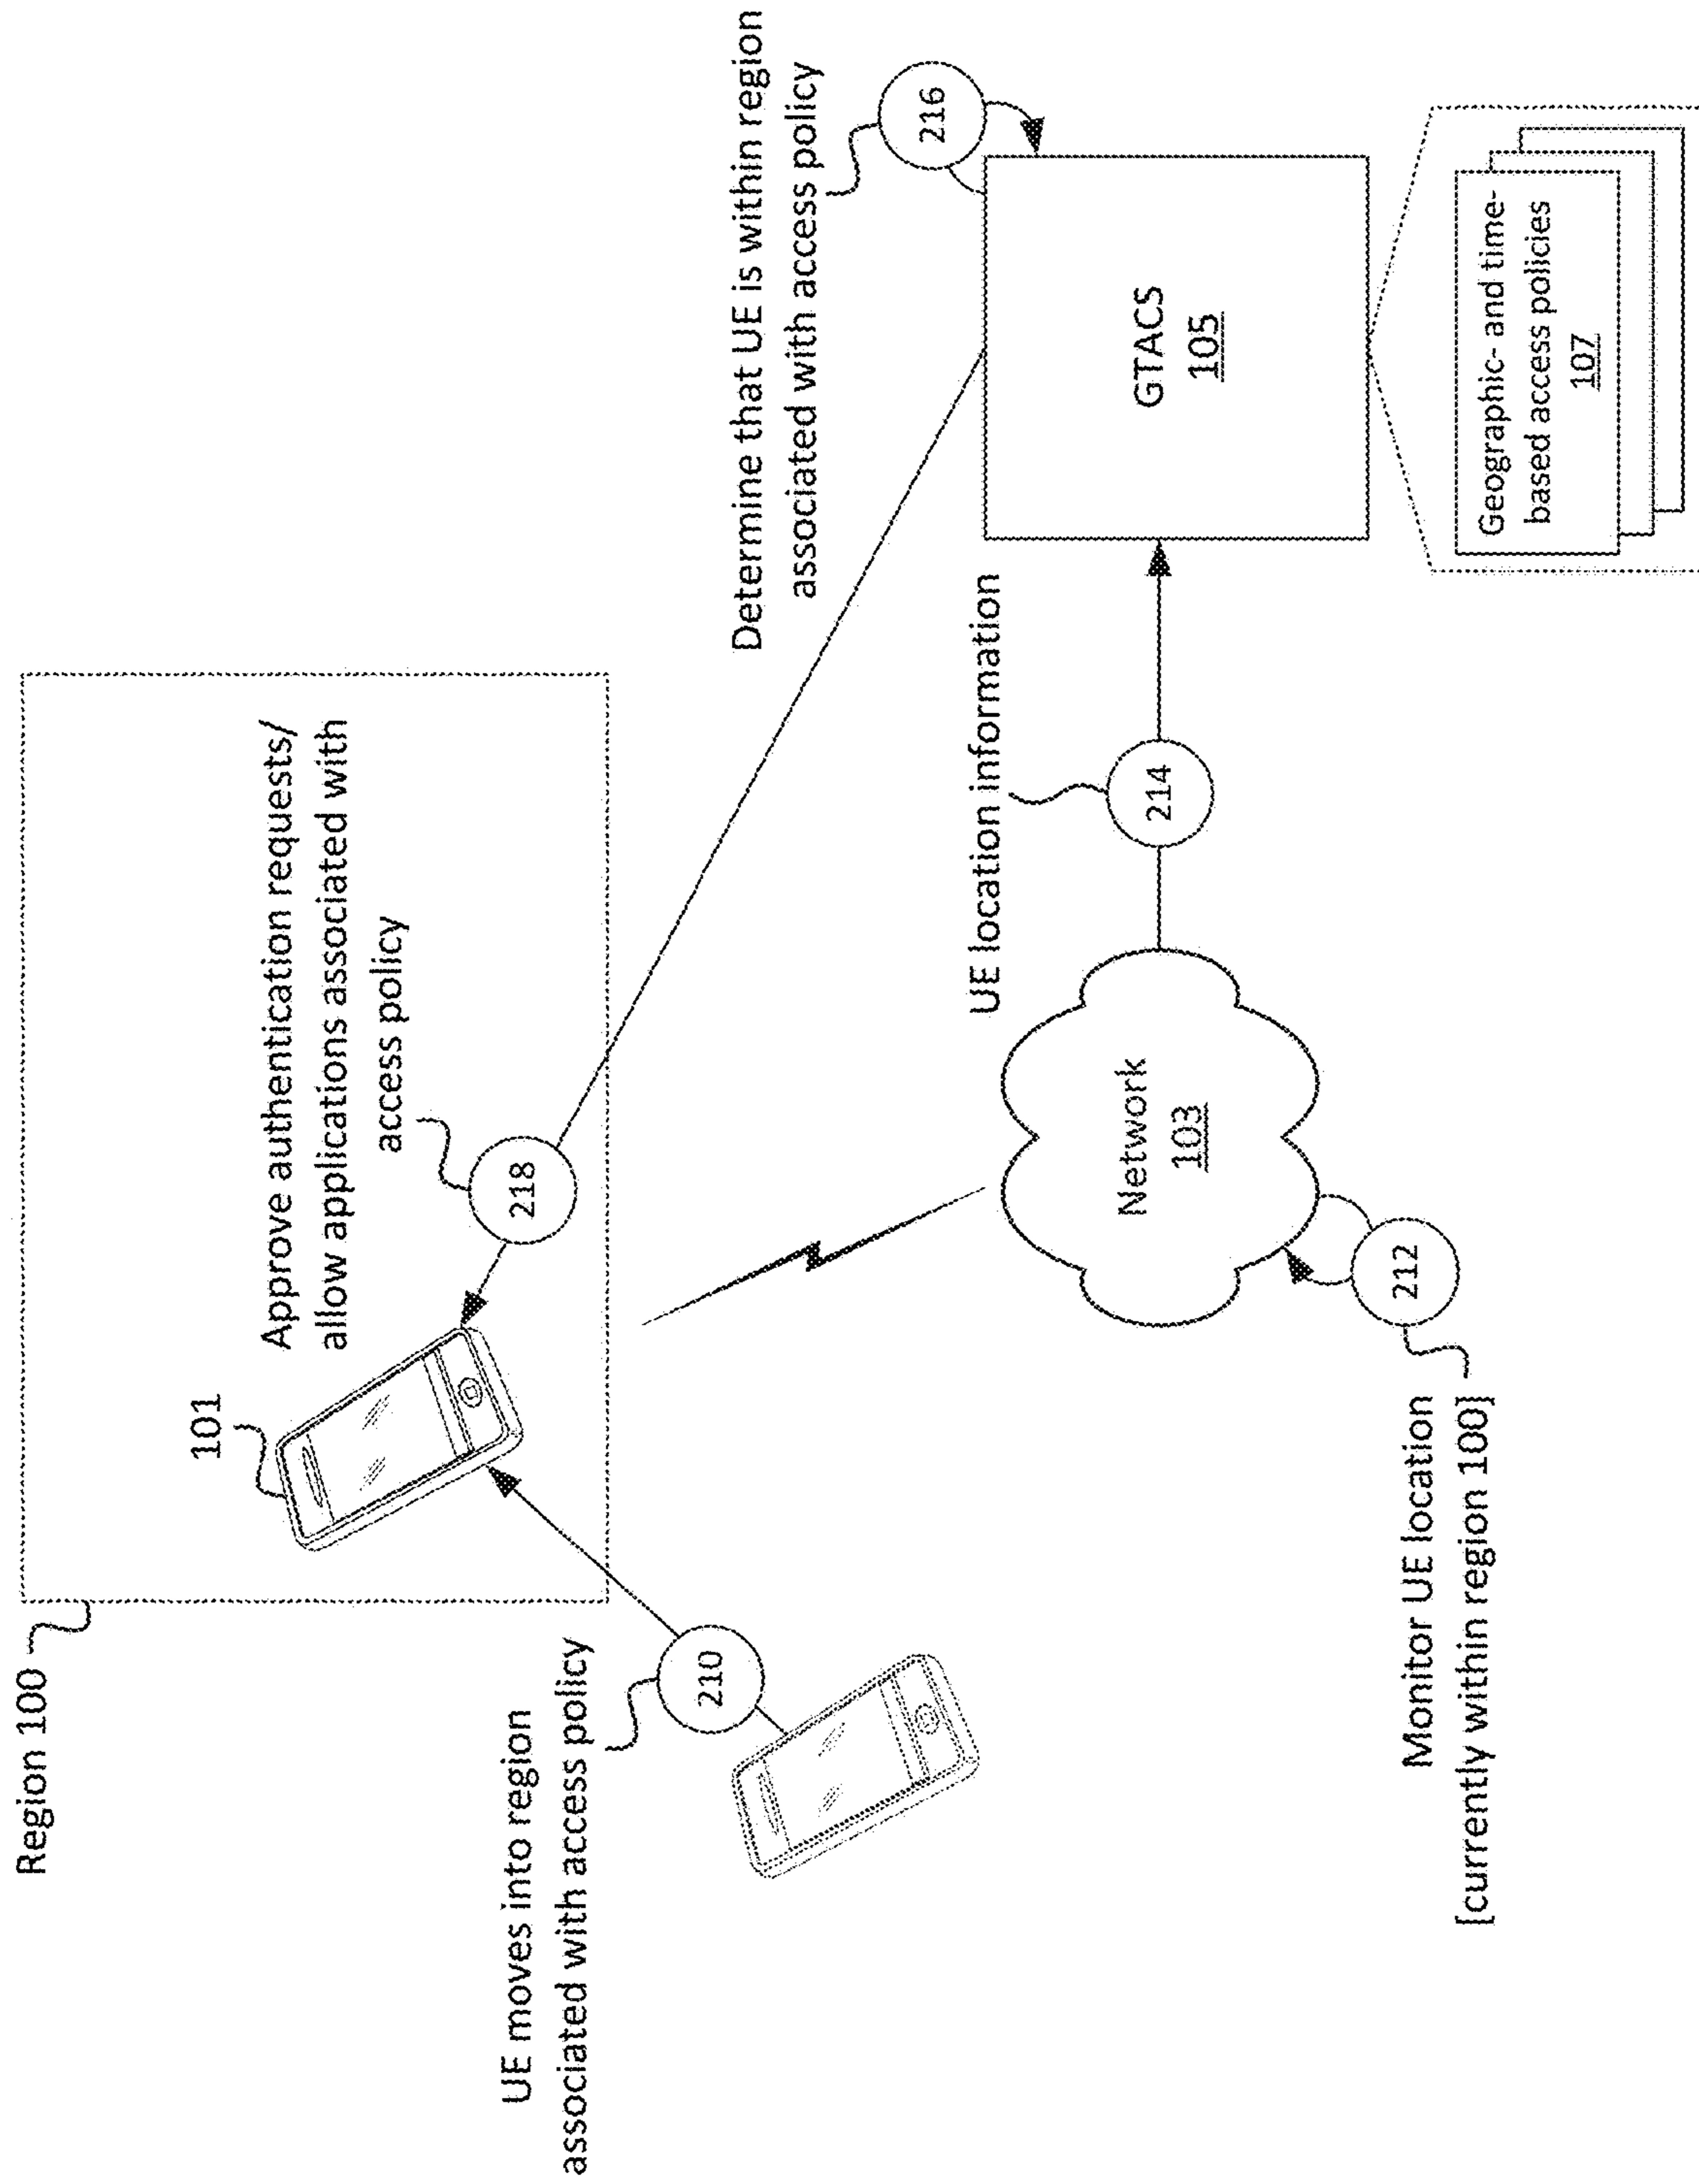 Region 100
101
Approve authentication requests/
allow applications associated with
access policy
218
UE moves into region
associated with access policy
210
Determine that UE is within region
associated with access policy
216
UE location information
214
Network
103
GTACS
105
Monitor UE location
[currently within region 100]
212
Geographic- and time-
based access policies
107